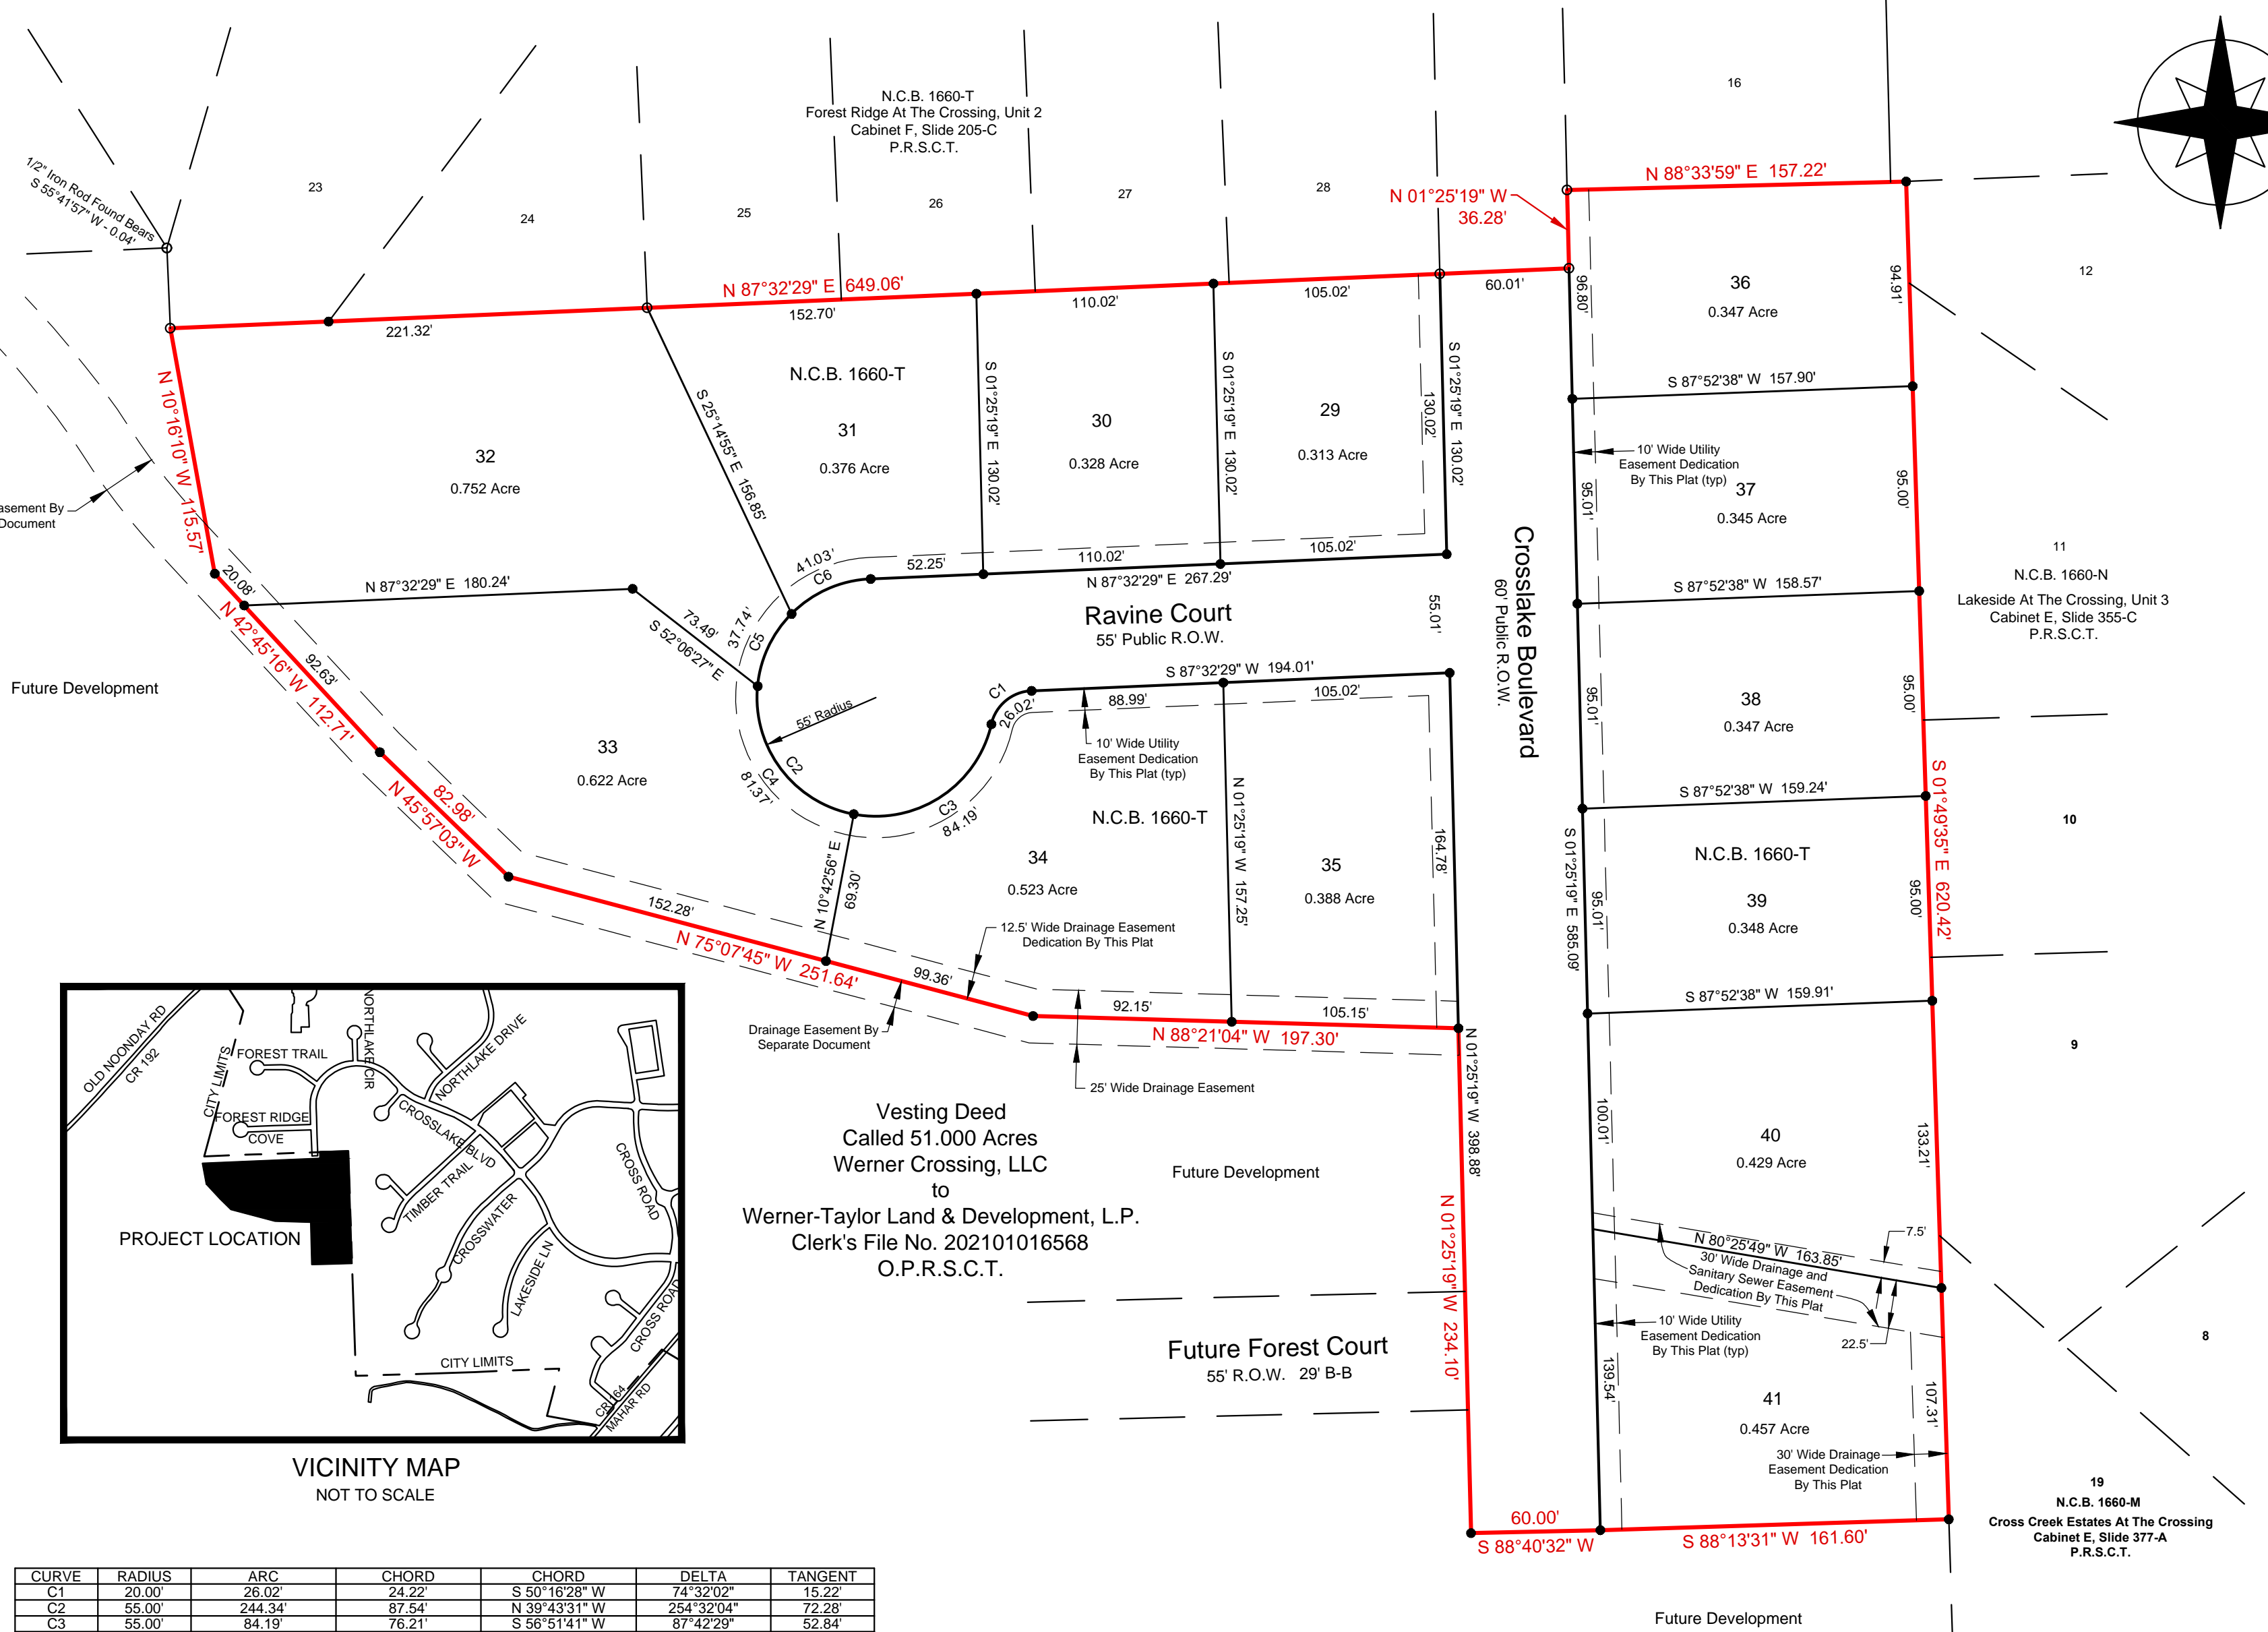 N.C.B. 1660-T
Forest Ridge At The Crossing, Unit 2
Cabinet F, Slide 205-C
P.R.S.C.T.
16
1/2" Iron Rod Found Bears
S 55°41'57" W - 0.04'
23
24
25
26
27
28
N 01°25'19" W
36.28'
N 88°33'59" E 157.22'
12
N 87°32'29" E 649.06'
221.32'
152.70'
110.02'
105.02'
60.01'
96.80'
94.91'
36
0.347 Acre
N 10°16'10" W 115.57'
32
0.752 Acre
S 25°14'55" E 156.85'
N.C.B. 1660-T
31
0.376 Acre
S 01°25'19" E 130.02'
30
0.328 Acre
S 01°25'19" E 130.02'
29
0.313 Acre
130.02'
S 01°25'19" E 130.02'
S 87°52'38" W 157.90'
10' Wide Utility
Easement Dedication
By This Plat (typ)
37
0.345 Acre
95.01'
95.00'
asement By
Document
20.08'
N 87°32'29" E 180.24'
41.03'
C6
52.25'
110.02'
105.02'
N 87°32'29" E 267.29'
Ravine Court
55' Public R.O.W.
55.01'
Crosslake Boulevard
60' Public R.O.W.
S 87°52'38" W 158.57'
11
N.C.B. 1660-N
Lakeside At The Crossing, Unit 3
Cabinet E, Slide 355-C
P.R.S.C.T.
N 42°45'16" W 112.71'
92.63'
73.49'
S 52°06'27" E
37.74'
C5
Future Development
S 87°32'29" W 194.01'
C1
26.02'
88.99'
105.02'
55' Radius
C2
C4
81.37'
C3
84.19'
10' Wide Utility
Easement Dedication
By This Plat (typ)
33
0.622 Acre
38
0.347 Acre
95.01'
95.00'
82.98'
N 45°57'03" W
N.C.B. 1660-T
N 01°25'19" W 157.25'
164.78'
34
0.523 Acre
35
0.388 Acre
S 87°52'38" W 159.24'
S 01°49'35" E 620.42'
10
N.C.B. 1660-T
39
0.348 Acre
S 01°25'19" E 585.09'
95.01'
95.00'
N 10°42'56" E
69.30'
152.28'
N 75°07'45" W 251.64'
99.36'
12.5' Wide Drainage Easement
Dedication By This Plat
92.15'
105.15'
N 88°21'04" W 197.30'
Drainage Easement By
Separate Document
25' Wide Drainage Easement
S 87°52'38" W 159.91'
9
N 01°25'19" W 398.88'
100.01'
133.21'
40
0.429 Acre
Vesting Deed
Called 51.000 Acres
Werner Crossing, LLC
to
Werner-Taylor Land & Development, L.P.
Clerk's File No. 202101016568
O.P.R.S.C.T.
Future Development
N 01°25'19" W 234.10'
N 80°25'49" W 163.85'
30' Wide Drainage and
Sanitary Sewer Easement
Dedication By This Plat
7.5'
22.5'
10' Wide Utility
Easement Dedication
By This Plat (typ)
8
Future Forest Court
55' R.O.W. 29' B-B
139.54'
107.31'
41
0.457 Acre
30' Wide Drainage
Easement Dedication
By This Plat
60.00'
S 88°40'32" W
S 88°13'31" W 161.60'
19
N.C.B. 1660-M
Cross Creek Estates At The Crossing
Cabinet E, Slide 377-A
P.R.S.C.T.
Future Development
OLD NOONDAY RD
CR 192
CITY LIMITS
FOREST TRAIL
NORTHLAKE CIR
NORTHLAKE DRIVE
FOREST RIDGE
COVE
CROSSLAKE BLVD
TIMBER TRAIL
CROSSWATER
LAKESIDE LN
CROSS ROAD
CROSS ROAD
PROJECT LOCATION
CITY LIMITS
CR 164
MAHAR RD
VICINITY MAP
NOT TO SCALE
CURVE RADIUS ARC CHORD CHORD DELTA TANGENT
C1 20.00' 26.02' 24.22' S 50°16'28" W 74°32'02" 15.22'
C2 55.00' 244.34' 87.54' N 39°43'31" W 254°32'04" 72.28'
C3 55.00' 84.19' 76.21' S 56°51'41" W 87°42'29" 52.84'